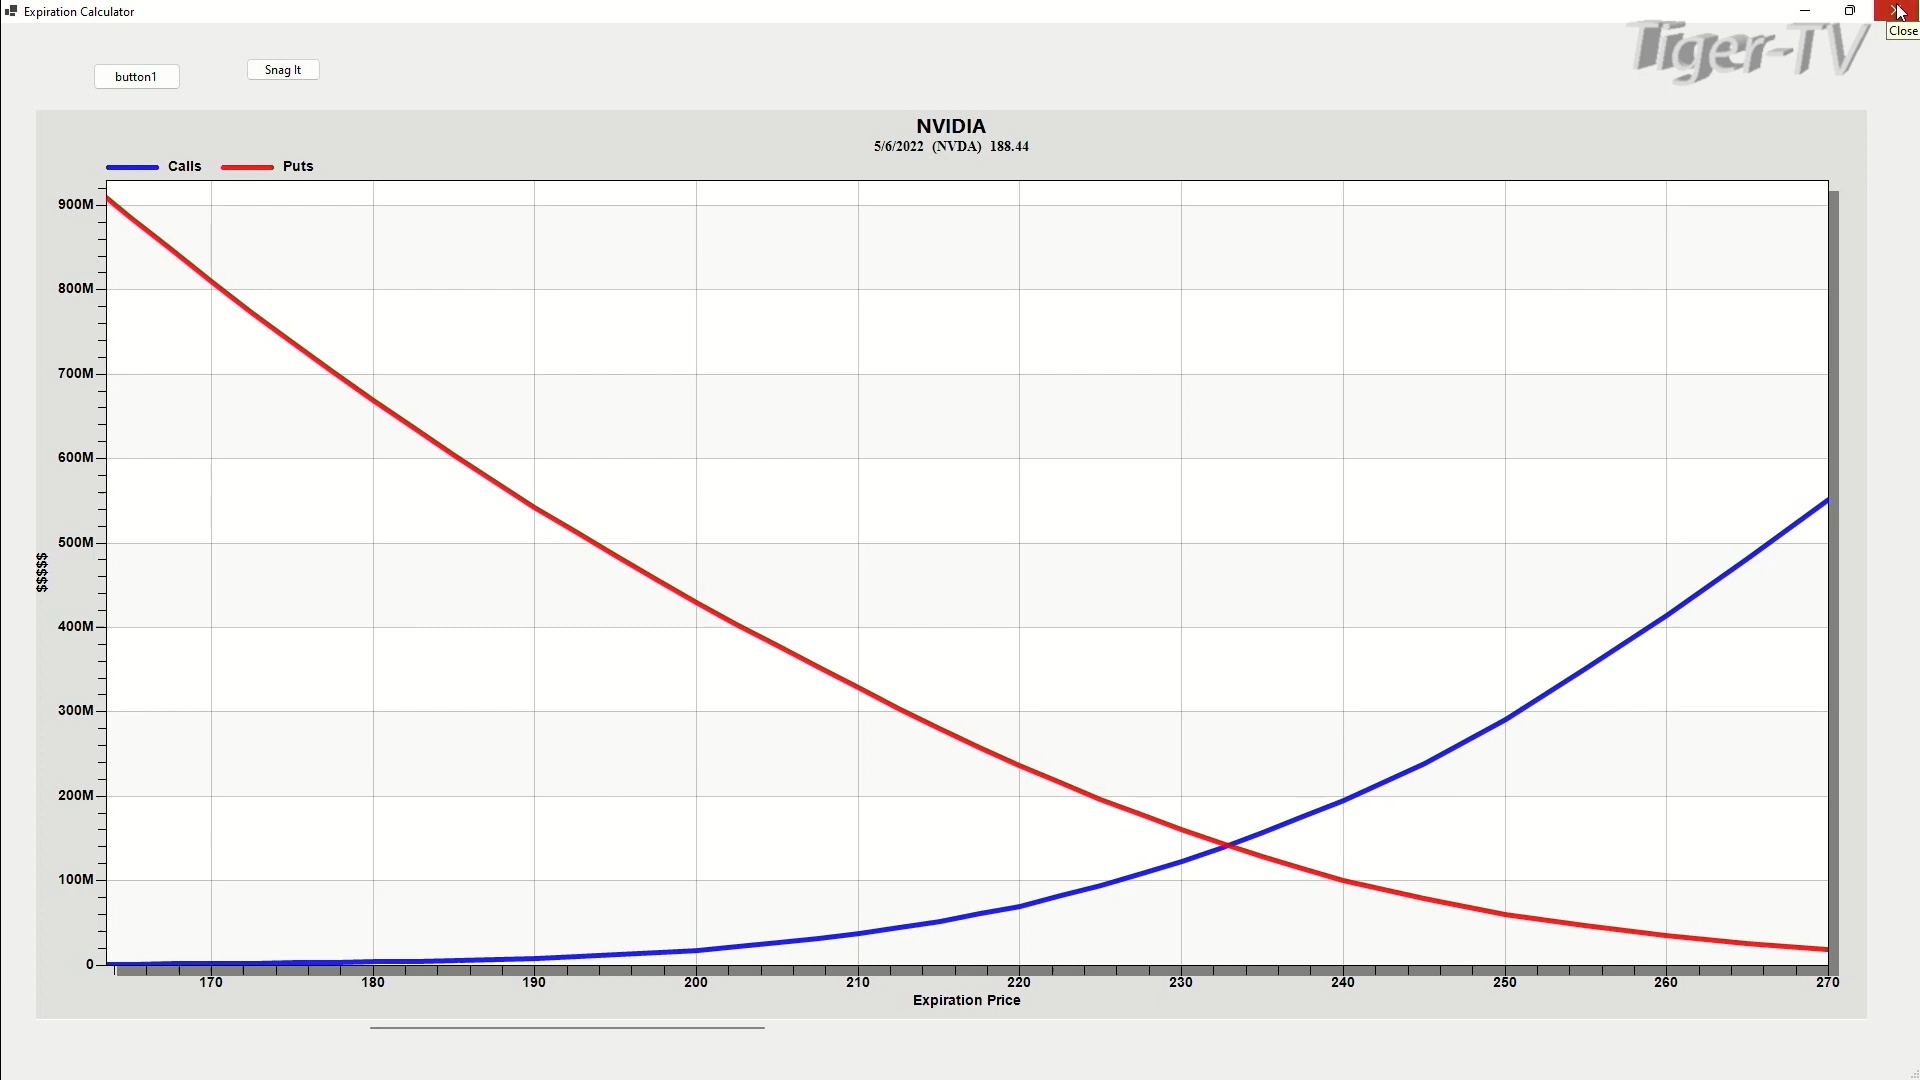 Expiration Calculator
Close
Tiger-TV
button1
Snag It
NVIDIA
5/6/2022 (NVDA) 188.44
Calls
Puts
900M
800M
700M
600M
500M
400M
300M
200M
100M
0
$$$$$
170 180 190 200 210 220 230 240 250 260 270
Expiration Price